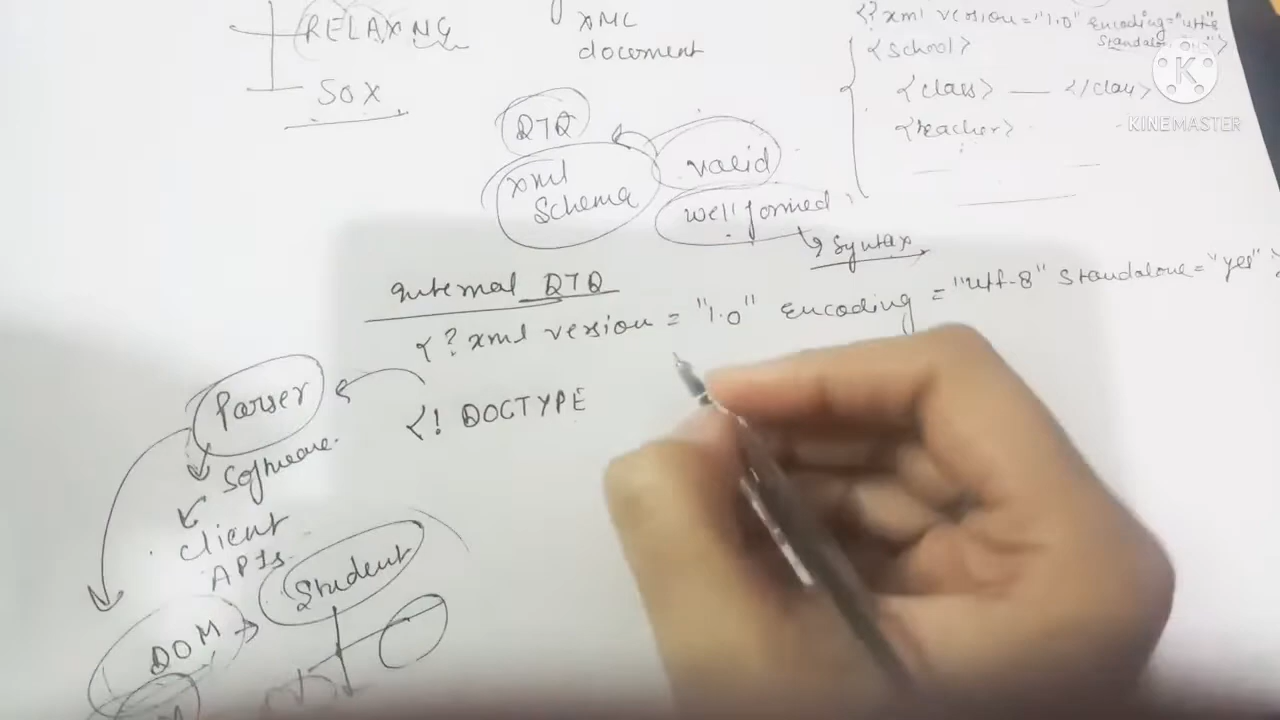 RELAXNG
SOX
XML
document
<?xml version="1.0" encoding="utf-8
Standalo
<School>
<class> — </class>
<teacher>
KINEMASTER
DTD
xml
Schema
valid
well formed
Syntax
internal DTD
<?xml version = "1.0" Encoding = "utf-8" Standalone = "yes"
<! DOCTYPE
Parser
Software.
client
APIs
Student
DOM